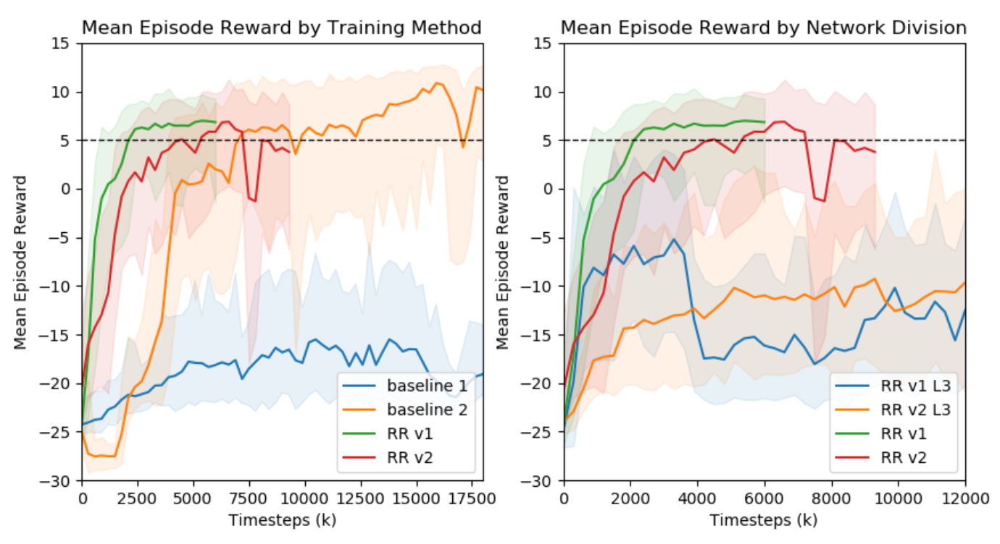 Mean Episode Reward by Training Method
15
10
5
0
−5
−10
−15
−20
−25
−30
Mean Episode Reward
0
2500
5000
7500
10000
12500
15000
17500
Timesteps (k)
baseline 1
baseline 2
RR v1
RR v2
Mean Episode Reward by Network Division
15
10
5
0
−5
−10
−15
−20
−25
−30
Mean Episode Reward
0
2000
4000
6000
8000
10000
12000
Timesteps (k)
RR v1 L3
RR v2 L3
RR v1
RR v2